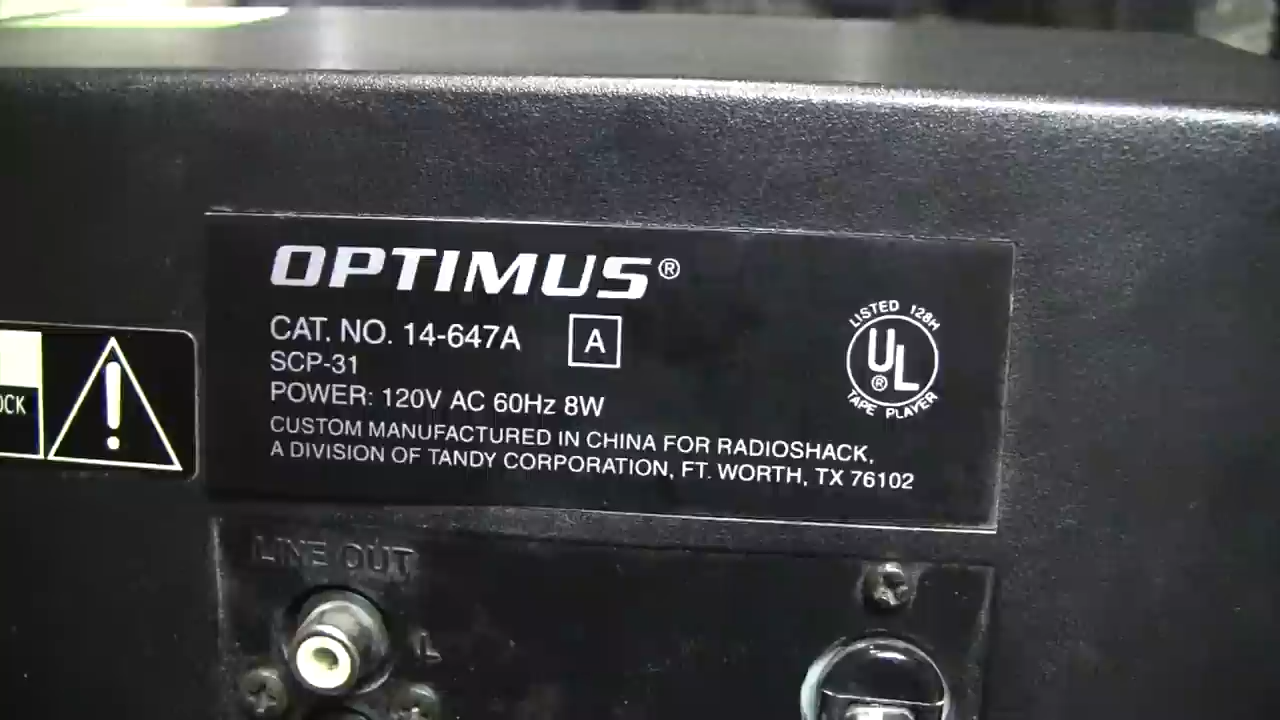 OPTIMUS®
CAT. NO. 14-647A A
SCP-31
POWER: 120V AC 60Hz 8W
CUSTOM MANUFACTURED IN CHINA FOR RADIOSHACK,
A DIVISION OF TANDY CORPORATION, FT. WORTH, TX 76102
LISTED 128H
UL®
TAPE PLAYER
OCK
!
LINE OUT
L